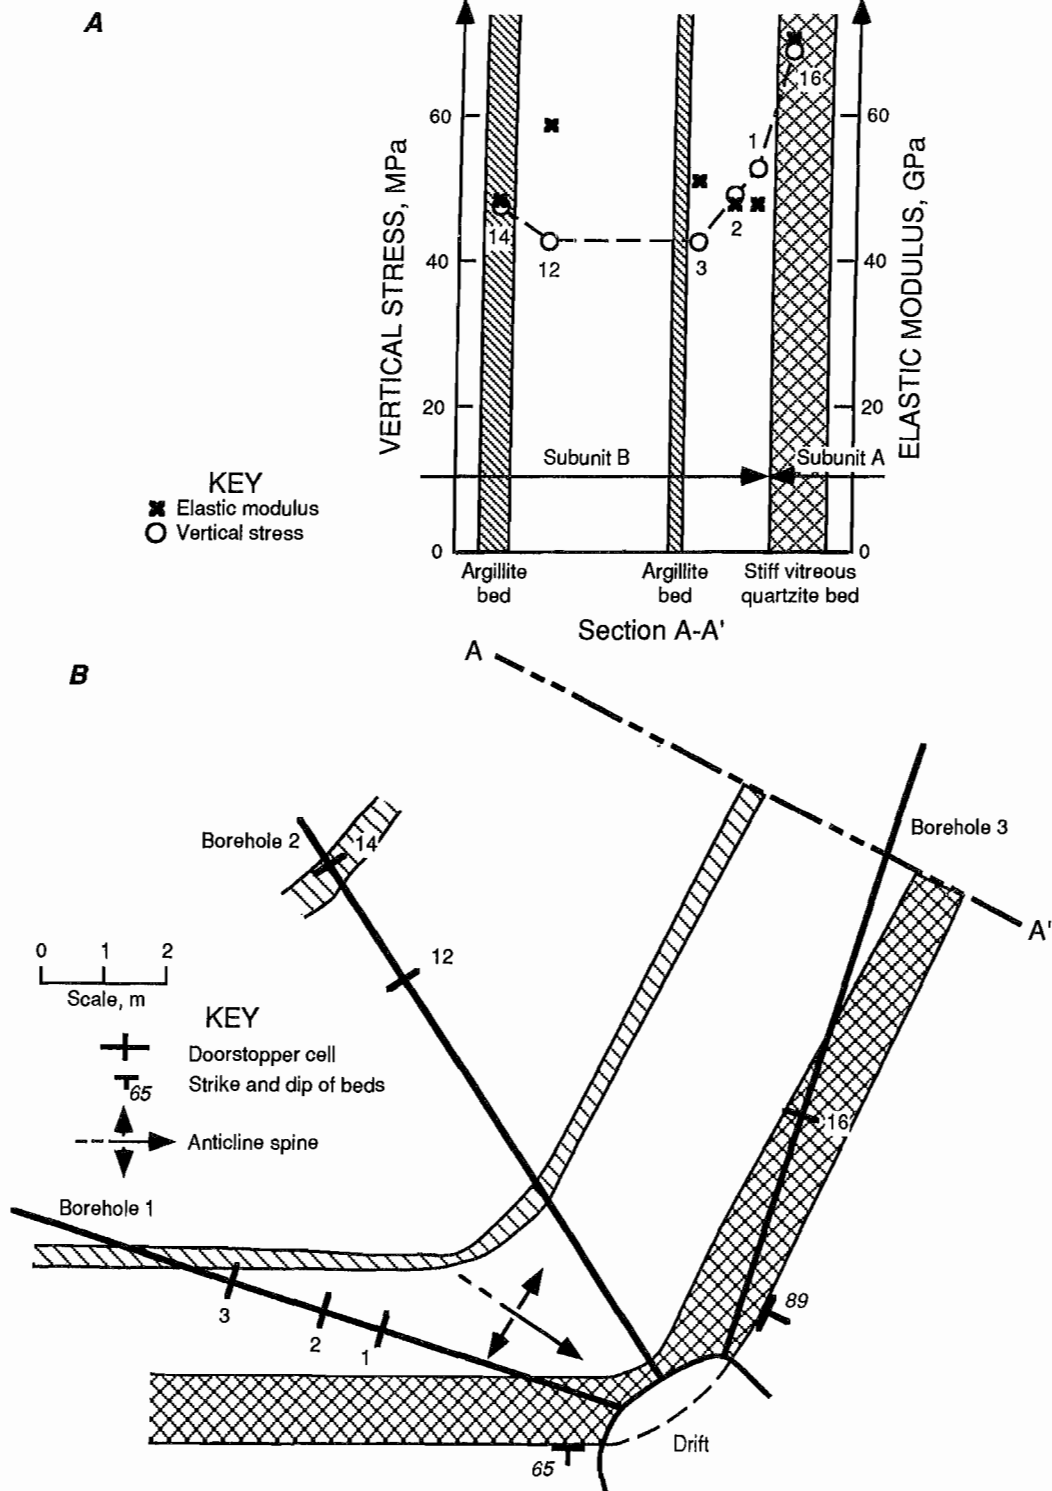 A
VERTICAL STRESS, MPa
60
40
20
0
ELASTIC MODULUS, GPa
60
40
20
0
16
1
14
12
3
2
Subunit B
Subunit A
KEY
Elastic modulus
Vertical stress
Argillite
bed
Argillite
bed
Stiff vitreous
quartzite bed
Section A-A'
B
A
A'
Borehole 2
14
Borehole 3
12
0 1 2
Scale, m
KEY
Doorstopper cell
65 Strike and dip of beds
Anticline spine
16
Borehole 1
3
2
1
89
Drift
65